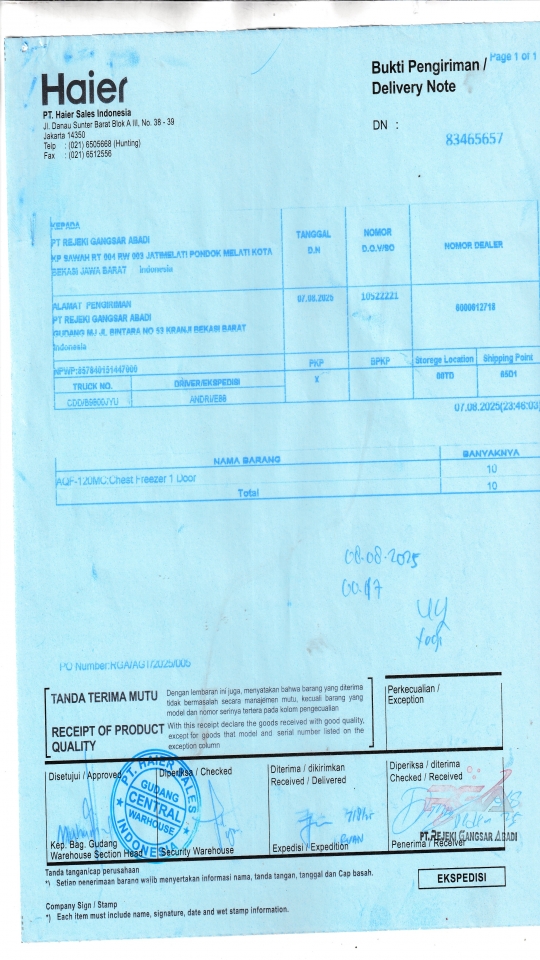 Page 1 of 1
Haier
Bukti Pengiriman /
Delivery Note
PT. Haier Sales Indonesia
Jl. Danau Sunter Barat Blok A III, No. 38 - 39
Jakarta 14350
Telp : (021) 6505668 (Hunting)
Fax : (021) 6512556
DN :
83465657
KEPADA
PT REJEKI GANGSAR ABADI
KP SAWAH RT 004 RW 003 JATIMELATI PONDOK MELATI KOTA
BEKASI JAWA BARAT Indonesia
TANGGAL
D.N
NOMOR
D.O./SO
NOMOR DEALER
ALAMAT PENGIRIMAN
PT REJEKI GANGSAR ABADI
GUDANG MJ JL BINTARA NO 53 KRANJI BEKASI BARAT
Indonesia
07.08.2025
10522221
6000012718
NPWP:
PKP
BPKP
Storage Location
Shipping Point
X
TRUCK NO.
DRIVER/EKSPEDISI
CDD/B9800JYU
07.08.2025(23:46:03)
NAMA BARANG
BANYAKNYA
AQF-120MC:Chest Freezer 1 Door
10
Total
10
08.08.2025
PO Number:RGA/AGT/2025/005
TANDA TERIMA MUTU
Dengan lembaran ini juga, menyatakan bahwa barang yang diterima
tidak bermasalah secara manajemen mutu, kecuali barang yang
model dan nomor serinya tertera pada kolom pengecualian
RECEIPT OF PRODUCT
QUALITY
With this receipt declare the goods received with good quality,
except for goods that model and serial number listed on the
exception column
Perkecualian /
Exception
Disetujui / Approved
Diperiksa / Checked
Diterima / dikirimkan
Received / Delivered
Diperiksa / diterima
Checked / Received
PT. HAIER SALES
GUDANG
CENTRAL
WARHOUSE
INDONESIA
PT.REJEKI GANGSAR ABADI
Kep. Bag. Gudang
Warehouse Section Head
Security Warehouse
Expedisi / Expedition
Penerima / Receiver
Tanda tangan/cap perusahaan
*) Setian penerimaan barang wajib menyertakan informasi nama, tanda tangan, tanggal dan Cap basah.
EKSPEDISI
Company Sign / Stamp
*) Each item must include name, signature, date and wet stamp information.